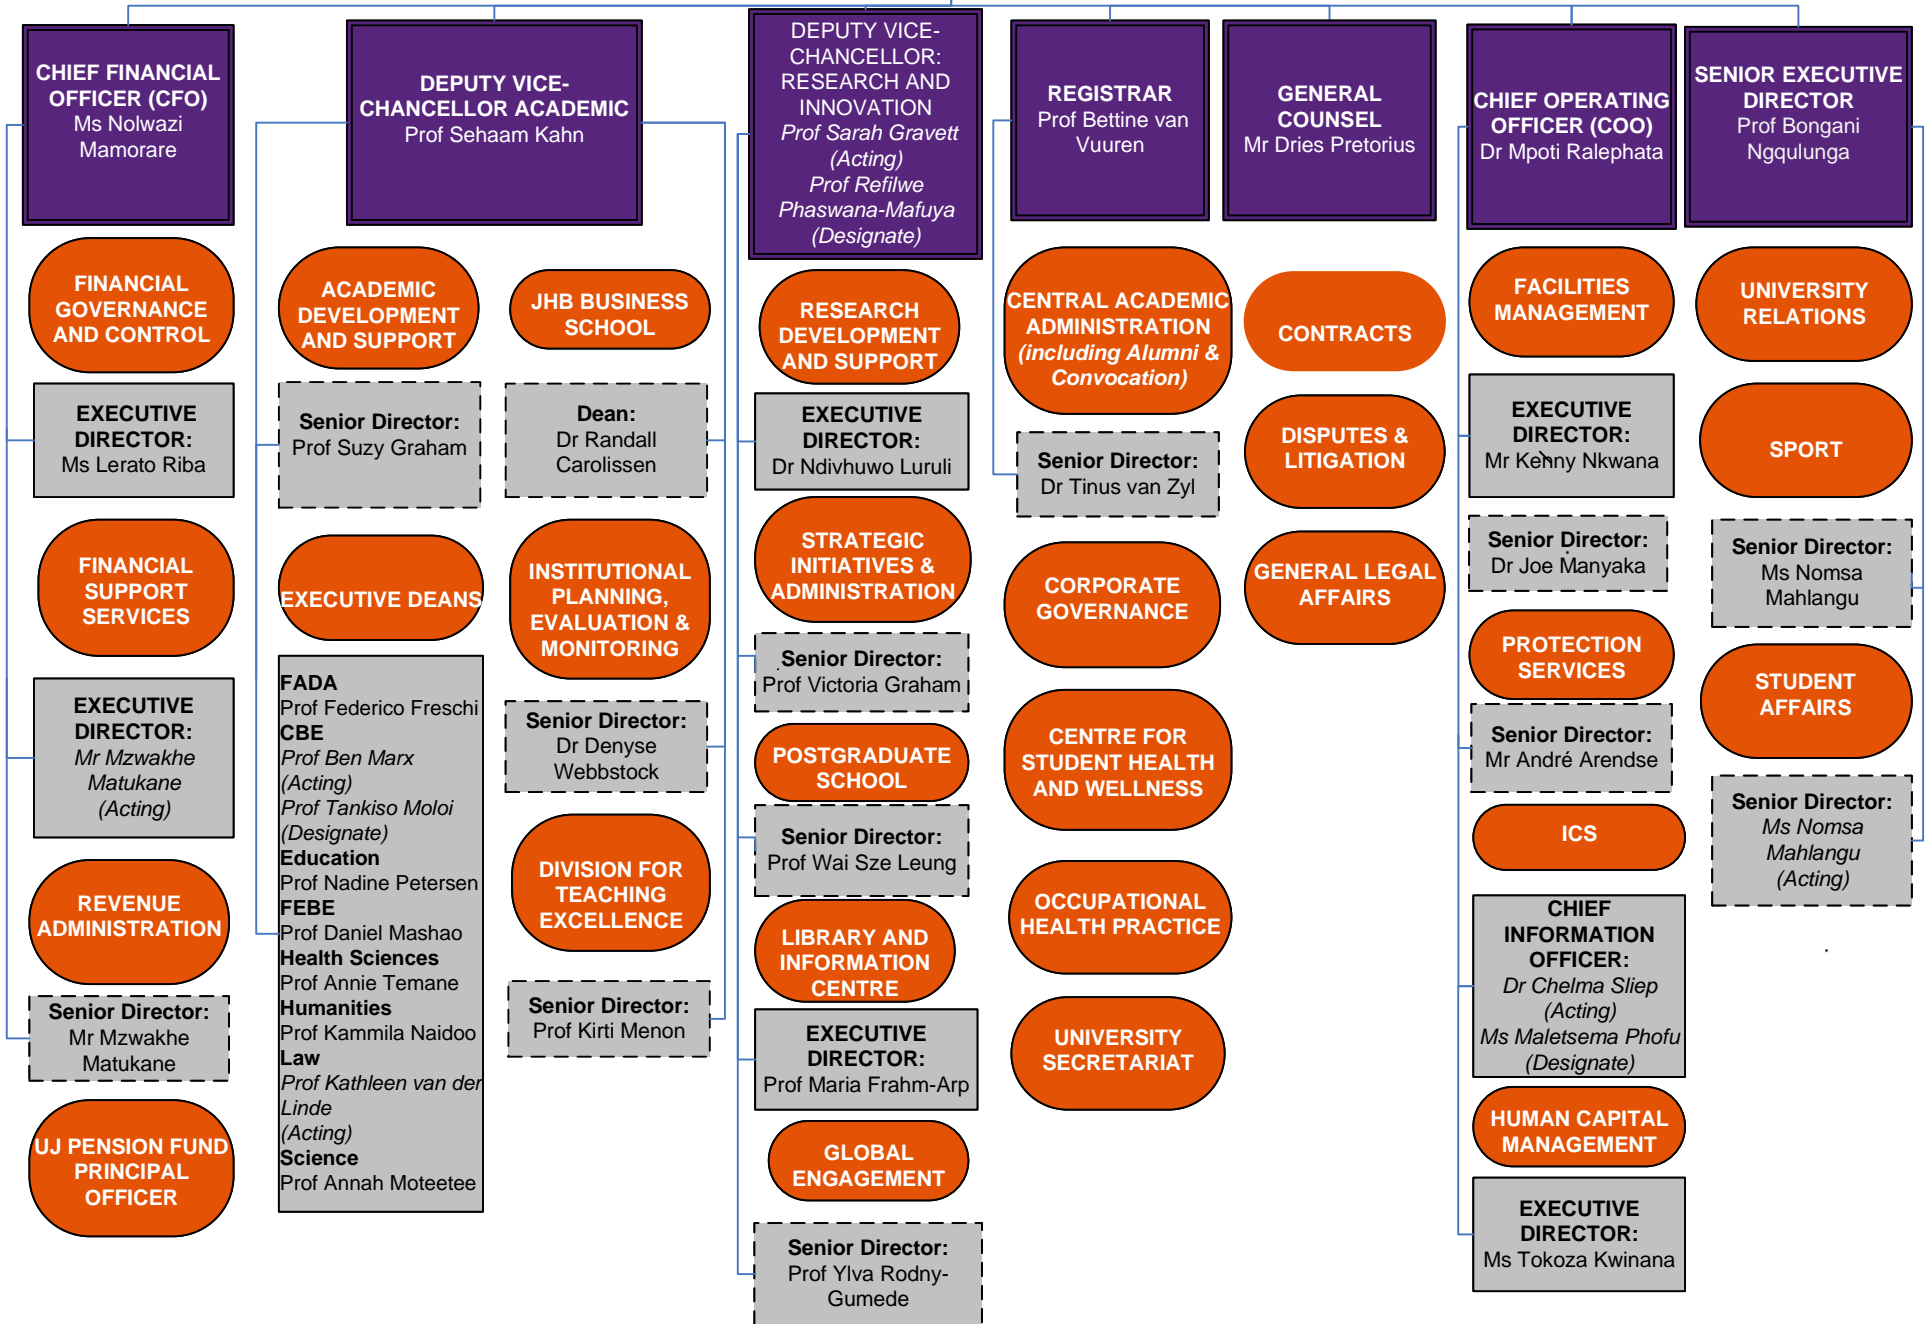 CHIEF FINANCIAL
OFFICER (CFO)
Ms Nolwazi
Mamorare
FINANCIAL
GOVERNANCE
AND CONTROL
EXECUTIVE
DIRECTOR:
Ms Lerato Riba
FINANCIAL
SUPPORT
SERVICES
EXECUTIVE
DIRECTOR:
Mr Mzwakhe
Matukane
(Acting)
REVENUE
ADMINISTRATION
Senior Director:
Mr Mzwakhe
Matukane
UJ PENSION FUND
PRINCIPAL
OFFICER
DEPUTY VICE-
CHANCELLOR ACADEMIC
Prof Sehaam Kahn
ACADEMIC
DEVELOPMENT
AND SUPPORT
Senior Director:
Prof Suzy Graham
EXECUTIVE DEANS
FADA
Prof Federico Freschi
CBE
Prof Ben Marx
(Acting)
Prof Tankiso Moloi
(Designate)
Education
Prof Nadine Petersen
FEBE
Prof Daniel Mashao
Health Sciences
Prof Annie Temane
Humanities
Prof Kammila Naidoo
Law
Prof Kathleen van der
Linde
(Acting)
Science
Prof Annah Moteetee
JHB BUSINESS
SCHOOL
Dean:
Dr Randall
Carolissen
INSTITUTIONAL
PLANNING,
EVALUATION &
MONITORING
Senior Director:
Dr Denyse
Webbstock
DIVISION FOR
TEACHING
EXCELLENCE
Senior Director:
Prof Kirti Menon
DEPUTY VICE-
CHANCELLOR:
RESEARCH AND
INNOVATION
Prof Sarah Gravett
(Acting)
Prof Refilwe
Phaswana-Mafuya
(Designate)
RESEARCH
DEVELOPMENT
AND SUPPORT
EXECUTIVE
DIRECTOR:
Dr Ndivhuwo Luruli
STRATEGIC
INITIATIVES &
ADMINISTRATION
Senior Director:
Prof Victoria Graham
POSTGRADUATE
SCHOOL
Senior Director:
Prof Wai Sze Leung
LIBRARY AND
INFORMATION
CENTRE
EXECUTIVE
DIRECTOR:
Prof Maria Frahm-Arp
GLOBAL
ENGAGEMENT
Senior Director:
Prof Ylva Rodny-
Gumede
REGISTRAR
Prof Bettine van
Vuuren
CENTRAL ACADEMIC
ADMINISTRATION
(including Alumni &
Convocation)
Senior Director:
Dr Tinus van Zyl
CORPORATE
GOVERNANCE
CENTRE FOR
STUDENT HEALTH
AND WELLNESS
OCCUPATIONAL
HEALTH PRACTICE
UNIVERSITY
SECRETARIAT
GENERAL
COUNSEL
Mr Dries Pretorius
CONTRACTS
DISPUTES &
LITIGATION
GENERAL LEGAL
AFFAIRS
CHIEF OPERATING
OFFICER (COO)
Dr Mpoti Ralephata
FACILITIES
MANAGEMENT
EXECUTIVE
DIRECTOR:
Mr Kenny Nkwana
Senior Director:
Dr Joe Manyaka
PROTECTION
SERVICES
Senior Director:
Mr André Arendse
ICS
CHIEF
INFORMATION
OFFICER:
Dr Chelma Sliep
(Acting)
Ms Maletsema Phofu
(Designate)
HUMAN CAPITAL
MANAGEMENT
EXECUTIVE
DIRECTOR:
Ms Tokoza Kwinana
SENIOR EXECUTIVE
DIRECTOR
Prof Bongani
Ngqulunga
UNIVERSITY
RELATIONS
SPORT
Senior Director:
Ms Nomsa
Mahlangu
STUDENT
AFFAIRS
Senior Director:
Ms Nomsa
Mahlangu
(Acting)